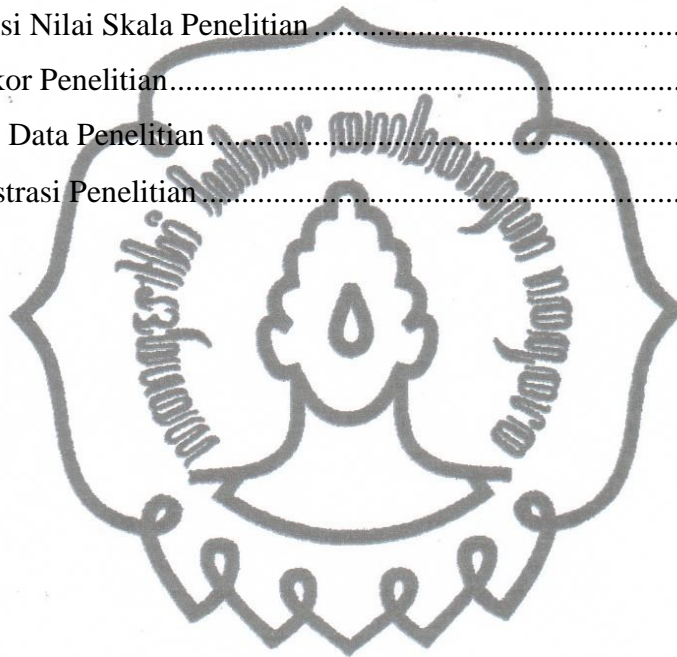 si Nilai Skala Penelitian ................................................
kor Penelitian ................................................................
Data Penelitian ............................................................
strasi Penelitian .............................................................